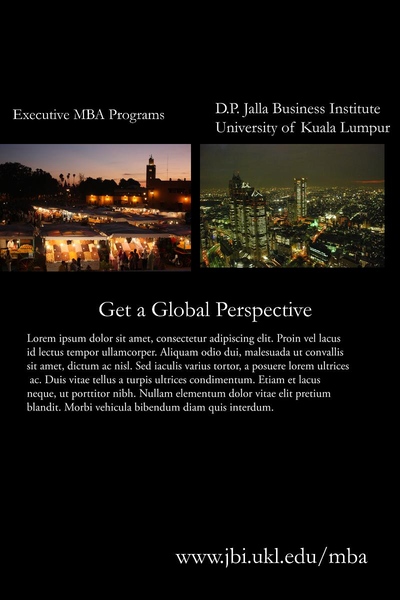 Executive MBA Programs
D.P. Jalla Business Institute
University of Kuala Lumpur
Get a Global Perspective
Lorem ipsum dolor sit amet, consectetur adipiscing elit. Proin vel lacus
id lectus tempor ullamcorper. Aliquam odio dui, malesuada ut convallis
sit amet, dictum ac nisl. Sed iaculis varius tortor, a posuere lorem ultrices
ac. Duis vitae tellus a turpis ultrices condimentum. Etiam et lacus
neque, ut porttitor nibh. Nullam elementum dolor vitae elit pretium
blandit. Morbi vehicula bibendum diam quis interdum.
www.jbi.ukl.edu/mba